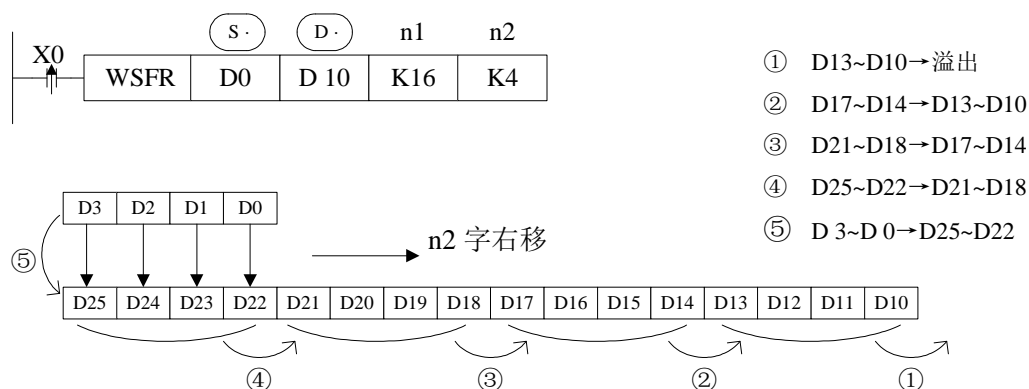 S · D · n1 n2
X0
WSFR D0 D 10 K16 K4
① D13~D10→溢出
② D17~D14→D13~D10
③ D21~D18→D17~D14
④ D25~D22→D21~D18
⑤ D 3~D 0→D25~D22
D3 D2 D1 D0
n2 字右移
⑤
D25 D24 D23 D22 D21 D20 D19 D18 D17 D16 D15 D14 D13 D12 D11 D10
④ ③ ② ①